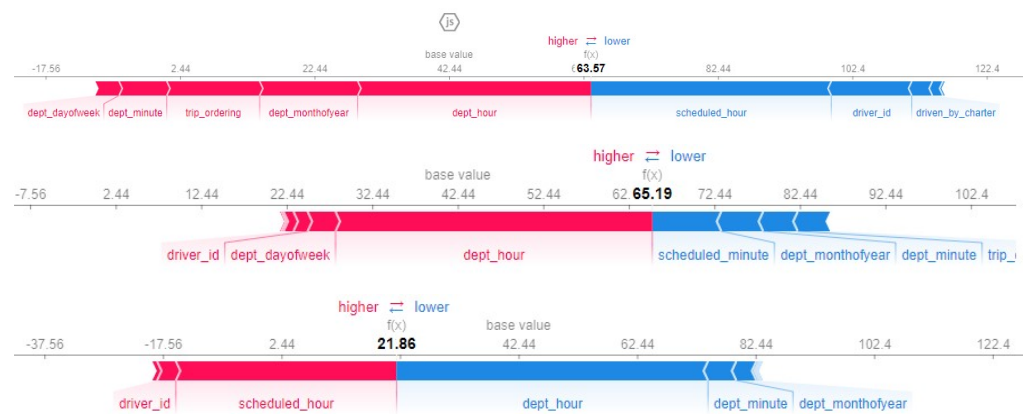 js
higher ⇄ lower
base value f(x)
-17.56 2.44 22.44 42.44 63.57 82.44 102.4 122.4
dept_dayofweek dept_minute trip_ordering dept_monthofyear dept_hour scheduled_hour driver_id driven_by_charter
higher ⇄ lower
base value f(x)
-7.56 2.44 12.44 22.44 32.44 42.44 52.44 62. 65.19 72.44 82.44 92.44 102.4
driver_id dept_dayofweek dept_hour scheduled_minute dept_monthofyear dept_minute trip_
higher ⇄ lower
f(x) base value
-37.56 -17.56 2.44 21.86 42.44 62.44 82.44 102.4 122.4
driver_id scheduled_hour dept_hour dept_minute dept_monthofyear